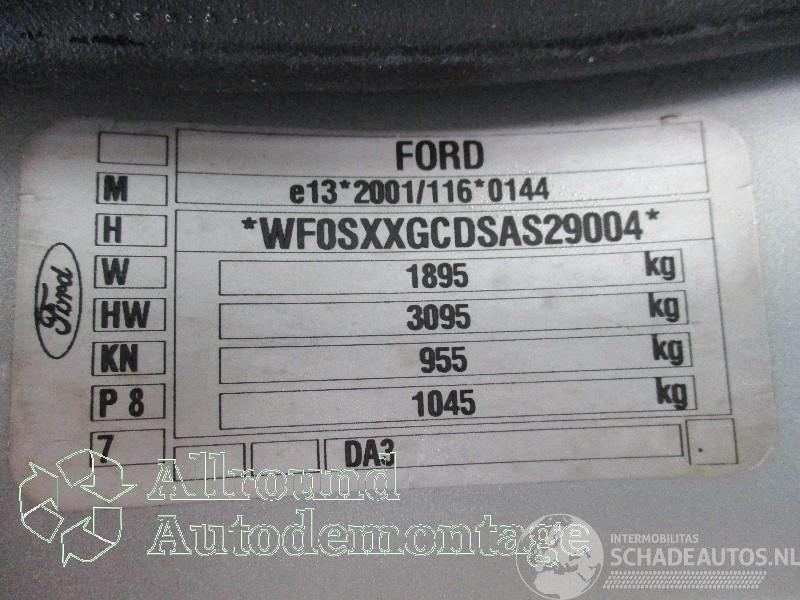 FORD
M e13*2001/116*0144
H *WF0SXXGCDSAS29004*
W 1895 kg
HW 3095 kg
KN 955 kg
P 8 1045 kg
7 DA3
Ford
Allround
Autodemontage
INTERMOBILITAS
SCHADEAUTOS.NL